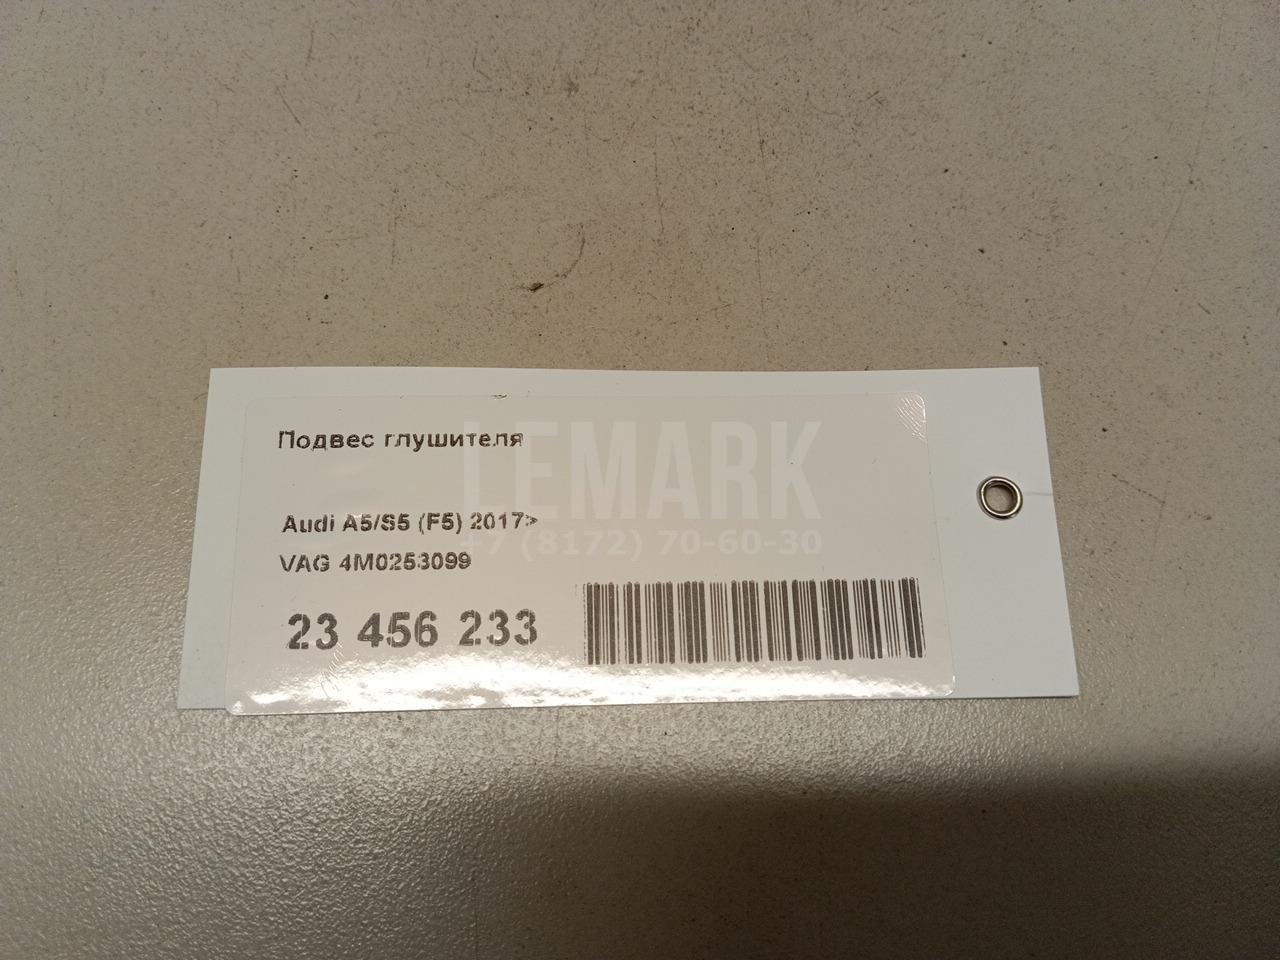 Подвес глушителя
LEMARK
Audi A5/S5 (F5) 2017>
+7 (8172) 70-60-30
VAG 4M0253099
23 456 233